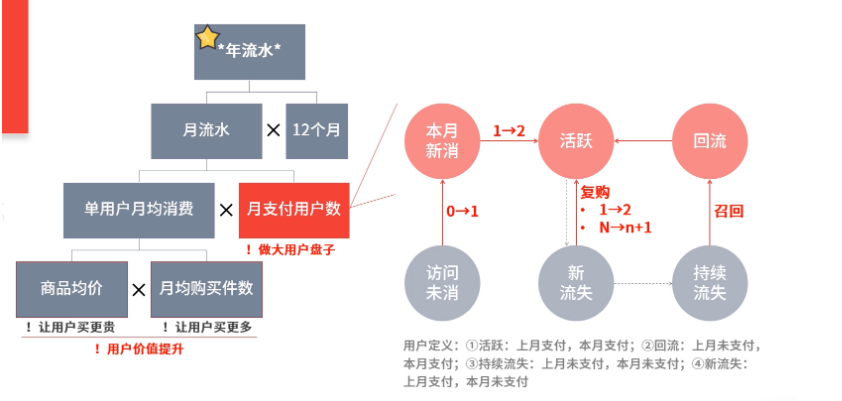 *年流水*
月流水 × 12个月
单用户月均消费 × 月支付用户数
！做大用户盘子
商品均价 × 月均购买件数
！让用户买更贵
！让用户买更多
！用户价值提升
本月
新消
1→2
活跃
回流
0→1
复购
• 1→2
• N→n+1
召回
访问
未消
新
流失
持续
流失
用户定义：①活跃：上月支付，本月支付；②回流：上月未支付，
本月支付；③持续流失：上月未支付，本月未支付；④新流失：
上月支付，本月未支付